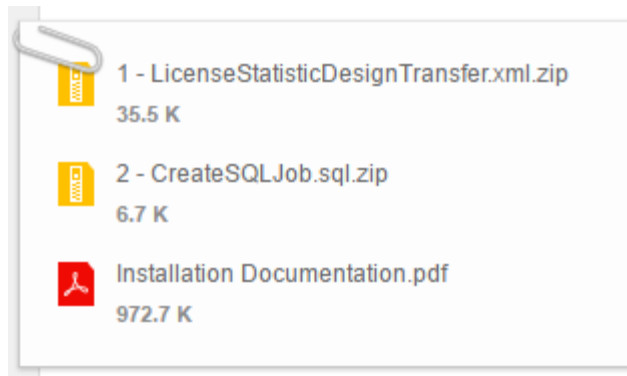 1 - LicenseStatisticDesignTransfer.xml.zip
35.5 K
2 - CreateSQLJob.sql.zip
6.7 K
Installation Documentation.pdf
972.7 K